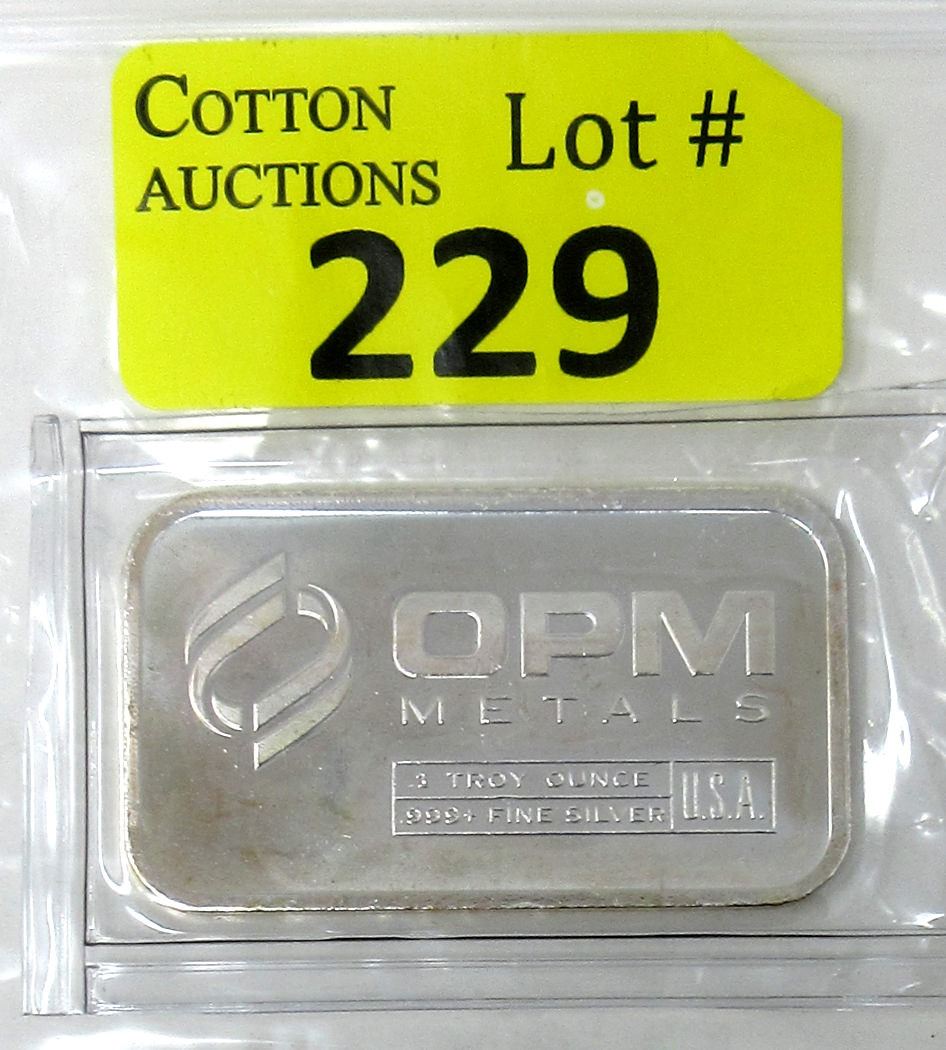 COTTON
AUCTIONS
Lot #
229
OPM
METALS
.3 TROY OUNCE
.999+ FINE SILVER
U.S.A.